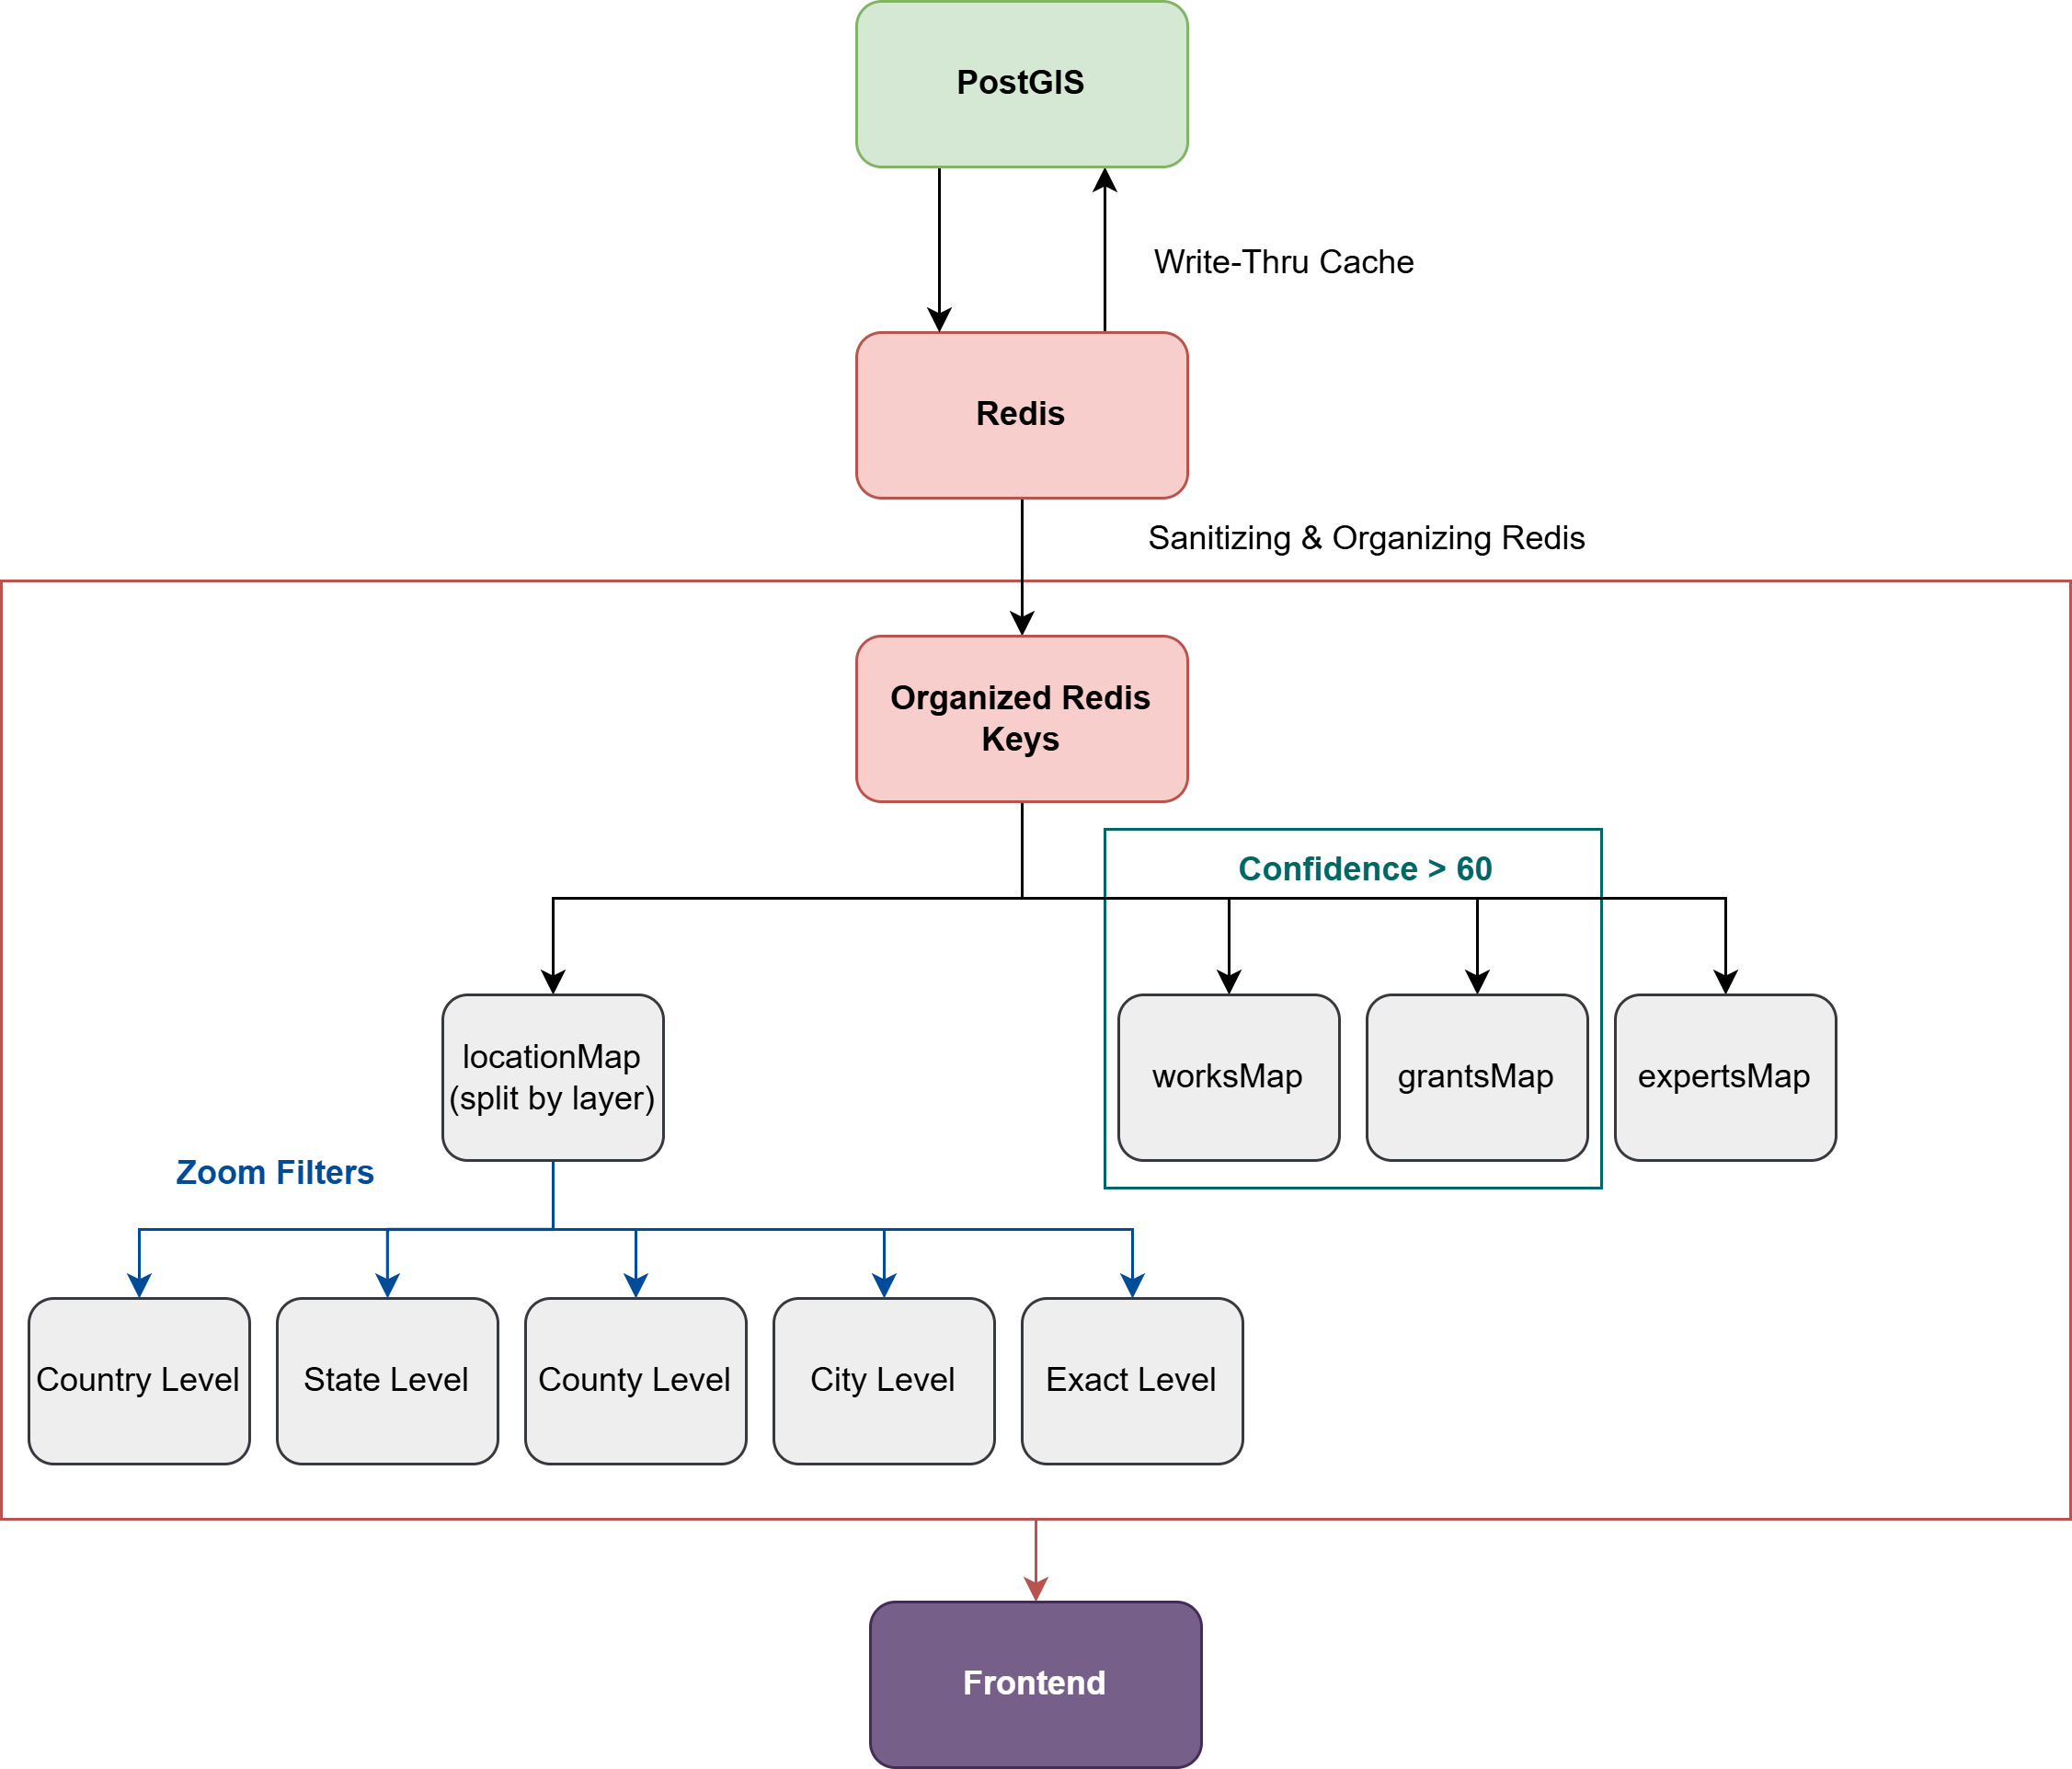 PostGIS
Write-Thru Cache
Redis
Sanitizing & Organizing Redis
Organized Redis
Keys
Confidence > 60
locationMap
(split by layer)
worksMap
grantsMap
expertsMap
Zoom Filters
Country Level
State Level
County Level
City Level
Exact Level
Frontend